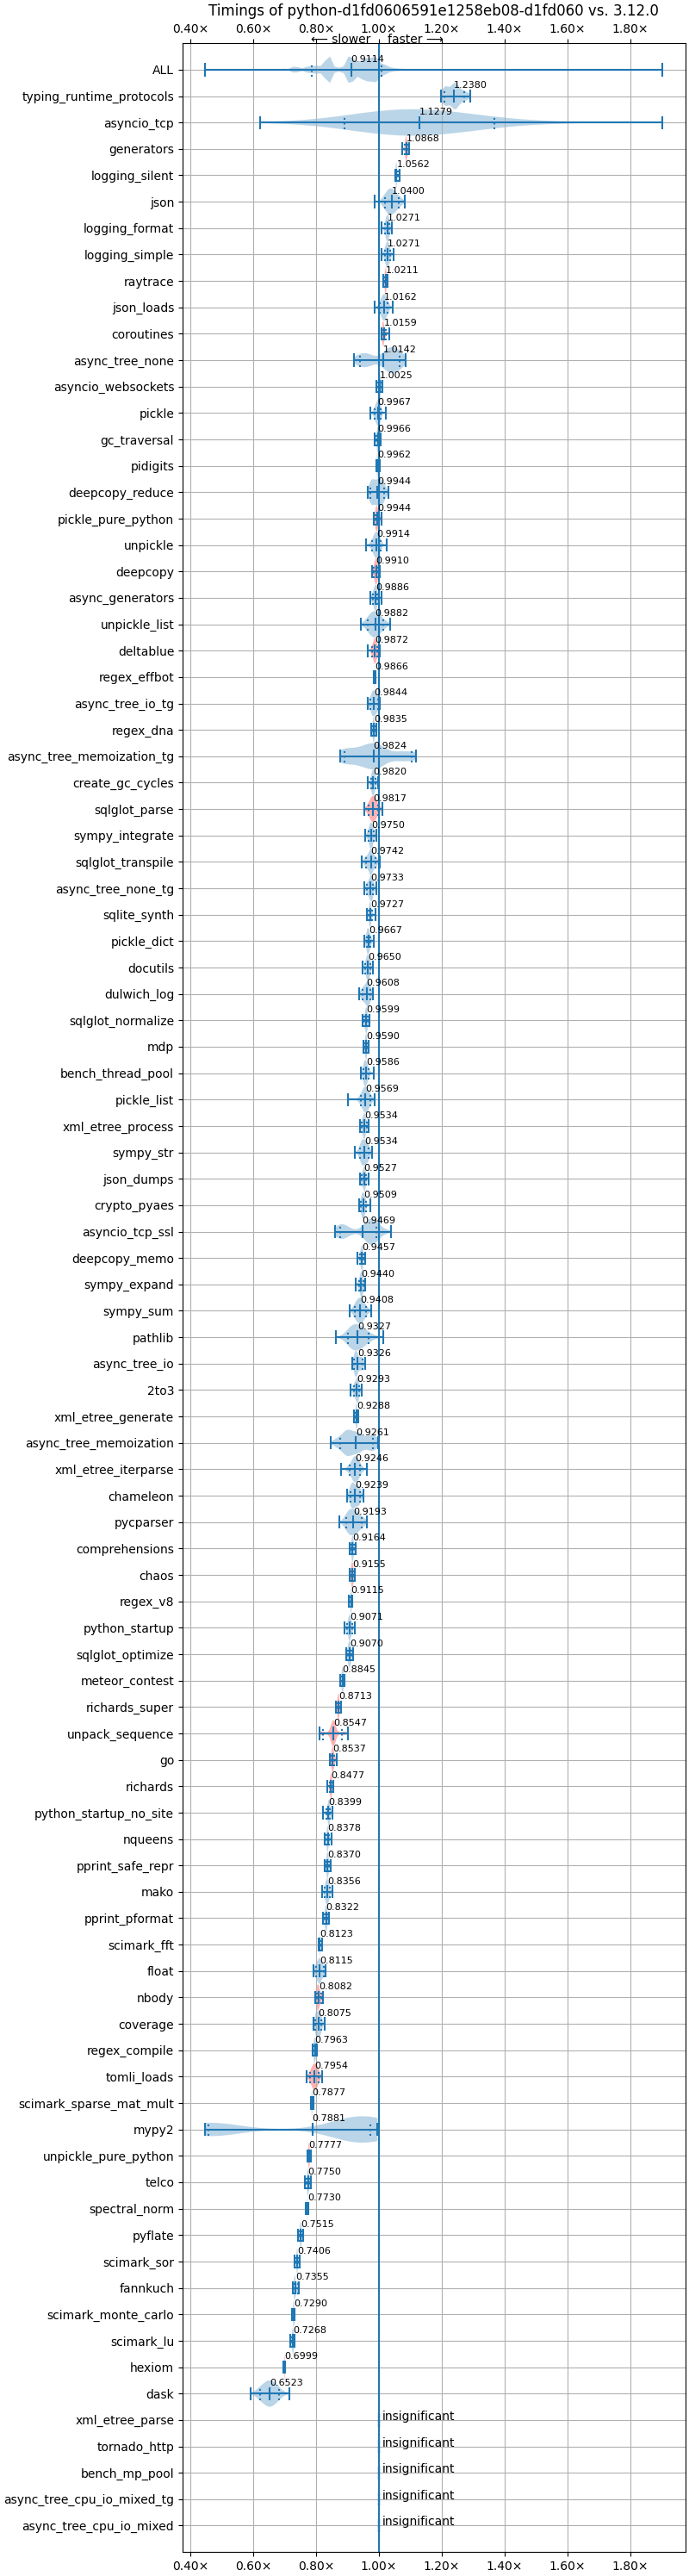 Timings of python-d1fd0606591e1258eb08-d1fd060 vs. 3.12.0
0.40× 0.60× 0.80× 1.00× 1.20× 1.40× 1.60× 1.80×
⟵ slower faster ⟶
ALL 0.9114
typing_runtime_protocols 1.2380
asyncio_tcp 1.1279
generators 1.0868
logging_silent 1.0562
json 1.0400
logging_format 1.0271
logging_simple 1.0271
raytrace 1.0211
json_loads 1.0162
coroutines 1.0159
async_tree_none 1.0142
asyncio_websockets 1.0025
pickle 0.9967
gc_traversal 0.9966
pidigits 0.9962
deepcopy_reduce 0.9944
pickle_pure_python 0.9944
unpickle 0.9914
deepcopy 0.9910
async_generators 0.9886
unpickle_list 0.9882
deltablue 0.9872
regex_effbot 0.9866
async_tree_io_tg 0.9844
regex_dna 0.9835
async_tree_memoization_tg 0.9824
create_gc_cycles 0.9820
sqlglot_parse 0.9817
sympy_integrate 0.9750
sqlglot_transpile 0.9742
async_tree_none_tg 0.9733
sqlite_synth 0.9727
pickle_dict 0.9667
docutils 0.9650
dulwich_log 0.9608
sqlglot_normalize 0.9599
mdp 0.9590
bench_thread_pool 0.9586
pickle_list 0.9569
xml_etree_process 0.9534
sympy_str 0.9534
json_dumps 0.9527
crypto_pyaes 0.9509
asyncio_tcp_ssl 0.9469
deepcopy_memo 0.9457
sympy_expand 0.9440
sympy_sum 0.9408
pathlib 0.9327
async_tree_io 0.9326
2to3 0.9293
xml_etree_generate 0.9288
async_tree_memoization 0.9261
xml_etree_iterparse 0.9246
chameleon 0.9239
pycparser 0.9193
comprehensions 0.9164
chaos 0.9155
regex_v8 0.9115
python_startup 0.9071
sqlglot_optimize 0.9070
meteor_contest 0.8845
richards_super 0.8713
unpack_sequence 0.8547
go 0.8537
richards 0.8477
python_startup_no_site 0.8399
nqueens 0.8378
pprint_safe_repr 0.8370
mako 0.8356
pprint_pformat 0.8322
scimark_fft 0.8123
float 0.8115
nbody 0.8082
coverage 0.8075
regex_compile 0.7963
tomli_loads 0.7954
scimark_sparse_mat_mult 0.7877
mypy2 0.7881
unpickle_pure_python 0.7777
telco 0.7750
spectral_norm 0.7730
pyflate 0.7515
scimark_sor 0.7406
fannkuch 0.7355
scimark_monte_carlo 0.7290
scimark_lu 0.7268
hexiom 0.6999
dask 0.6523
xml_etree_parse insignificant
tornado_http insignificant
bench_mp_pool insignificant
async_tree_cpu_io_mixed_tg insignificant
async_tree_cpu_io_mixed insignificant
0.40× 0.60× 0.80× 1.00× 1.20× 1.40× 1.60× 1.80×